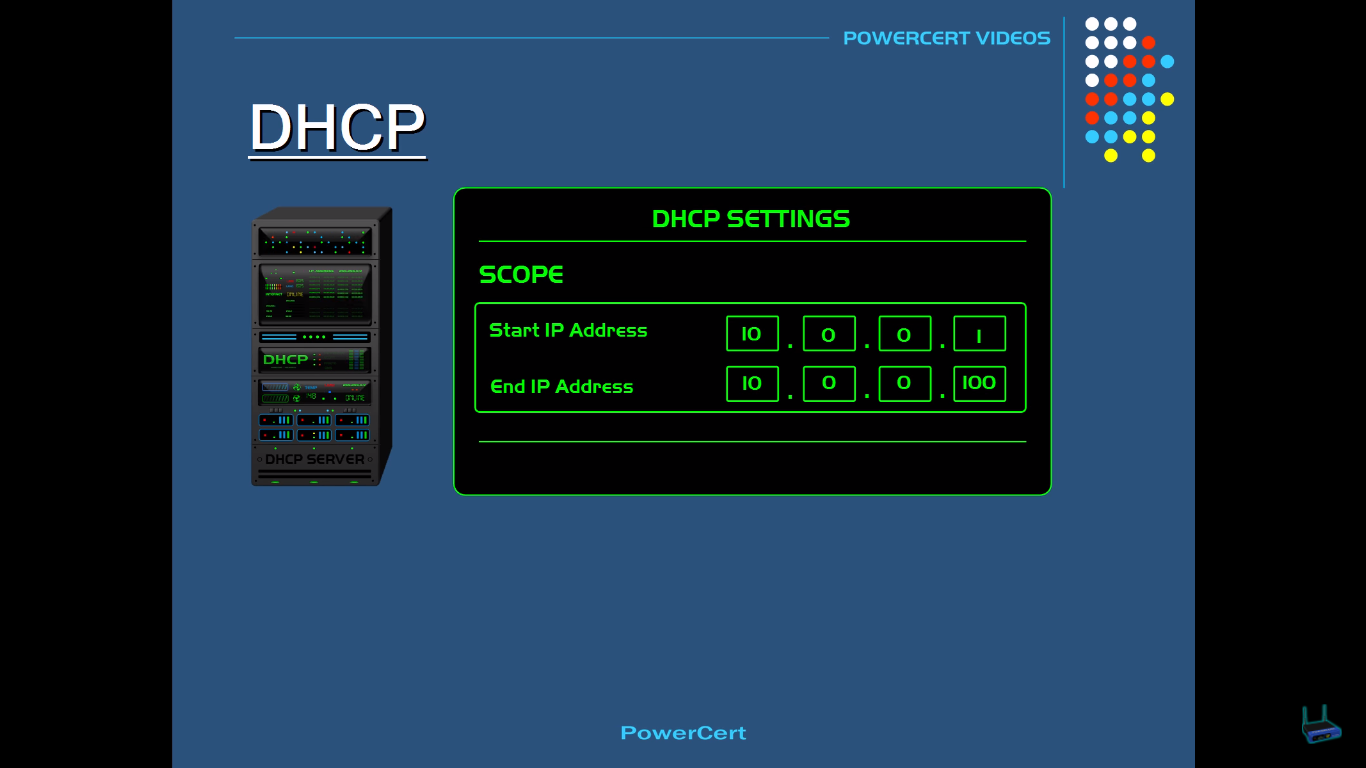 POWERCERT VIDEOS
DHCP
DHCP SETTINGS
SCOPE
Start IP Address 10 . 0 . 0 . 1
End IP Address 10 . 0 . 0 . 100
DHCP
ONLINE
DHCP SERVER
PowerCert